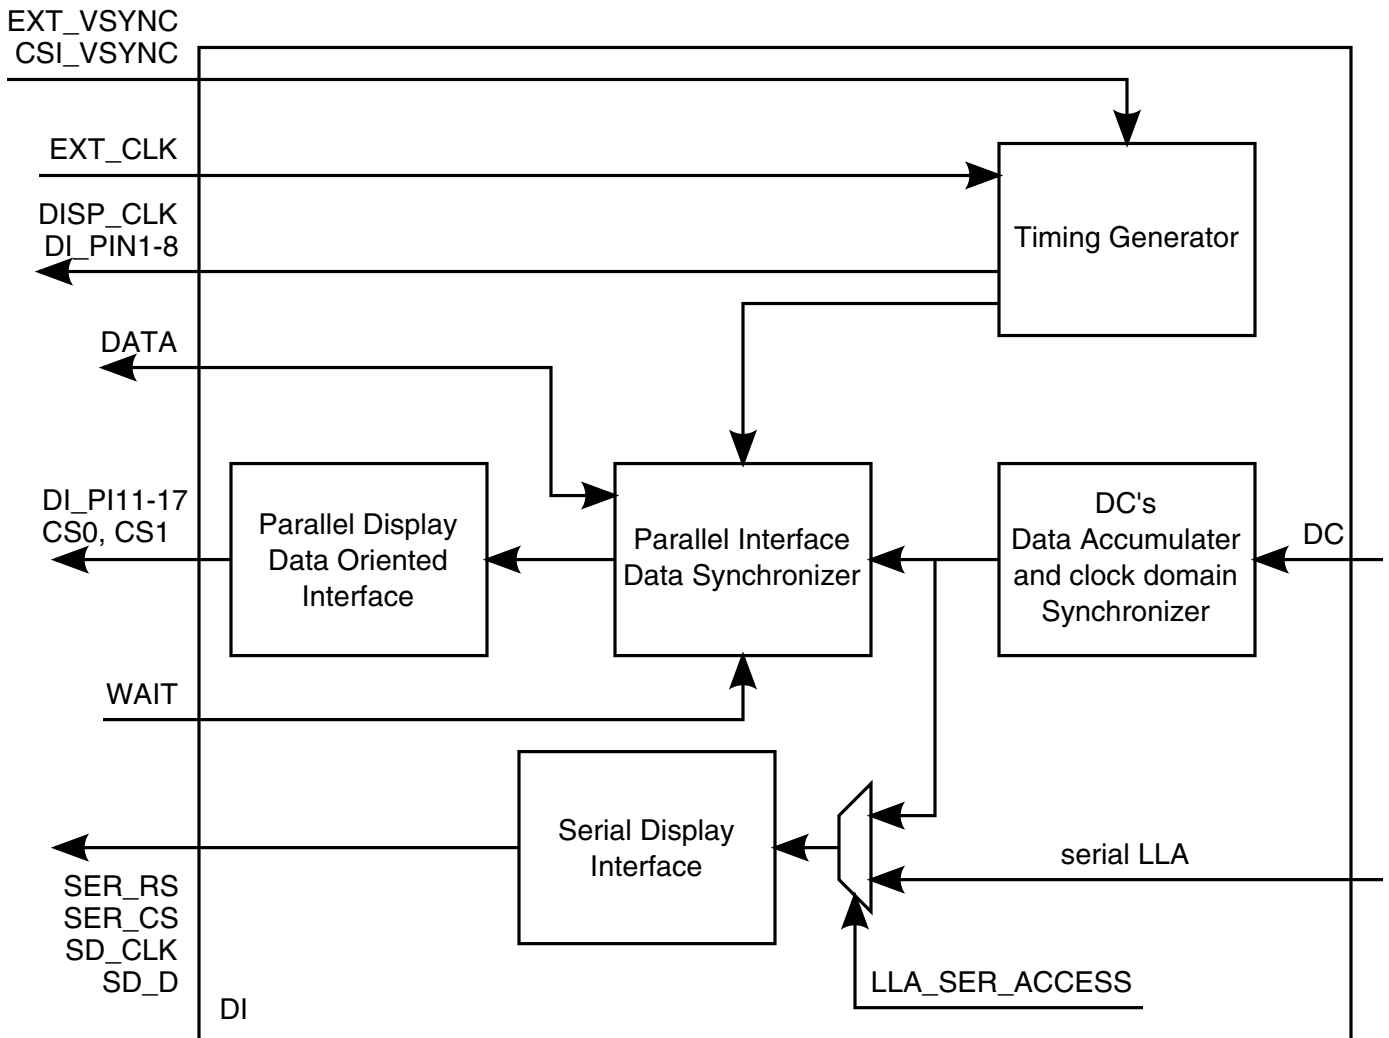 EXT_VSYNC
CSI_VSYNC
EXT_CLK
DISP_CLK
DI_PIN1-8
Timing Generator
DATA
DI_PI11-17
CS0, CS1
Parallel Display
Data Oriented
Interface
Parallel Interface
Data Synchronizer
DC's
Data Accumulater
and clock domain
Synchronizer
DC
WAIT
Serial Display
Interface
serial LLA
SER_RS
SER_CS
SD_CLK
SD_D
LLA_SER_ACCESS
DI